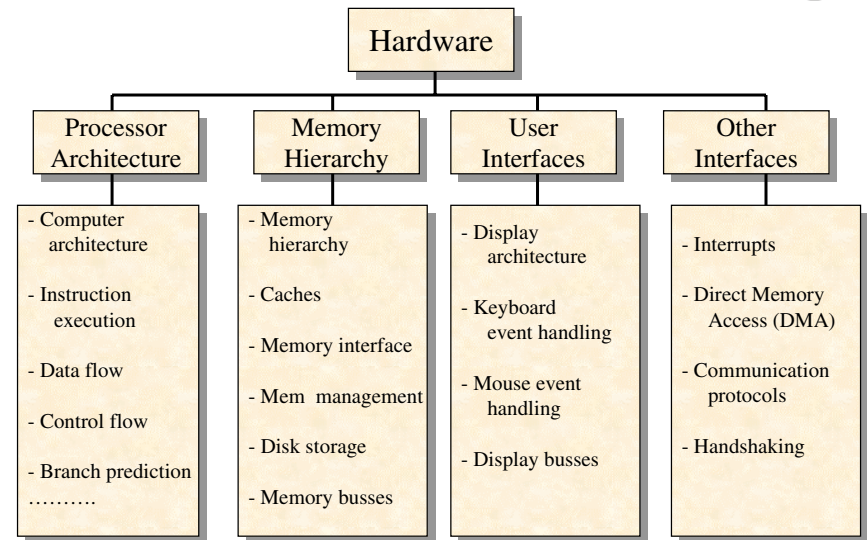 Hardware
Processor
Architecture
Memory
Hierarchy
User
Interfaces
Other
Interfaces
- Computer
architecture
- Instruction
execution
- Data flow
- Control flow
- Branch prediction
……….
- Memory
hierarchy
- Caches
- Memory interface
- Mem management
- Disk storage
- Memory busses
- Display
architecture
- Keyboard
event handling
- Mouse event
handling
- Display busses
- Interrupts
- Direct Memory
Access (DMA)
- Communication
protocols
- Handshaking